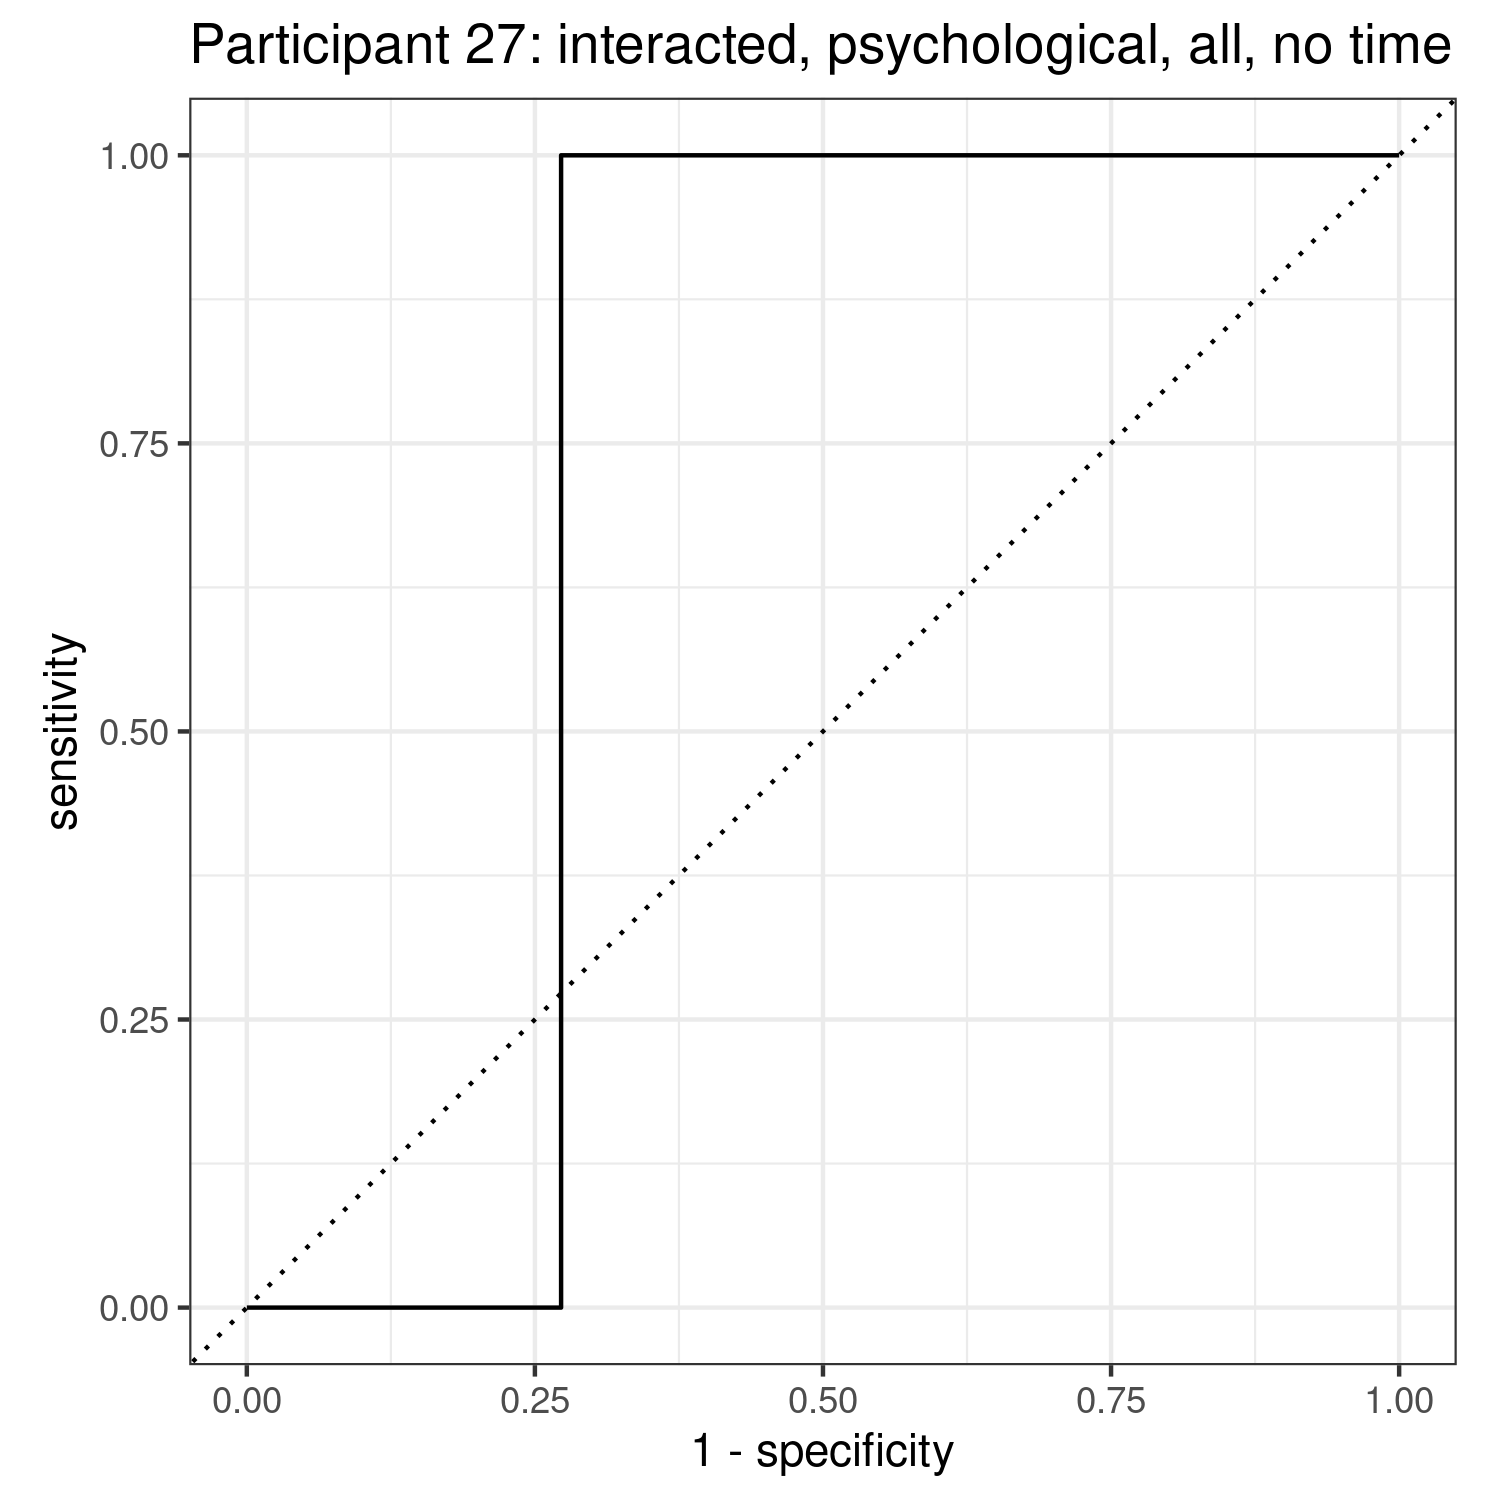 Participant 27: interacted, psychological, all, no time
1.00
0.75
0.50
0.25
0.00
sensitivity
0.00 0.25 0.50 0.75 1.00
1 - specificity